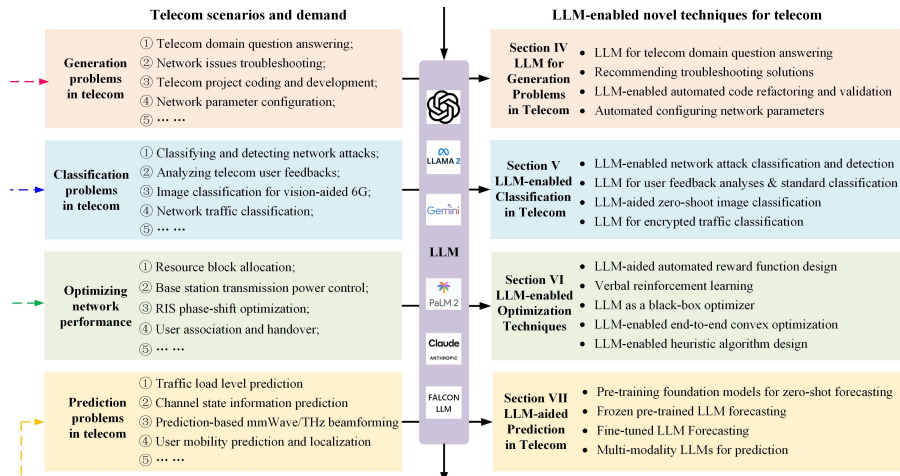 Telecom scenarios and demand
LLM-enabled novel techniques for telecom
Generation
problems
in telecom
① Telecom domain question answering;
② Network issues troubleshooting;
③ Telecom project coding and development;
④ Network parameter configuration;
⑤ ··· ···
Classification
problems
in telecom
① Classifying and detecting network attacks;
② Analyzing telecom user feedbacks;
③ Image classification for vision-aided 6G;
④ Network traffic classification;
⑤ ··· ···
Optimizing
network
performance
① Resource block allocation;
② Base station transmission power control;
③ RIS phase-shift optimization;
④ User association and handover;
⑤ ··· ···
Prediction
problems
in telecom
① Traffic load level prediction
② Channel state information prediction
③ Prediction-based mmWave/THz beamforming
④ User mobility prediction and localization
⑤ ··· ···
LLAMA 2
Gemini
LLM
PaLM 2
Claude
ANTHROPIC
FALCON
LLM
Section IV
LLM for
Generation
Problems
in Telecom
• LLM for telecom domain question answering
• Recommending troubleshooting solutions
• LLM-enabled automated code refactoring and validation
• Automated configuring network parameters
Section V
LLM-enabled
Classification
in Telecom
• LLM-enabled network attack classification and detection
• LLM for user feedback analyses & standard classification
• LLM-aided zero-shoot image classification
• LLM for encrypted traffic classification
Section VI
LLM-enabled
Optimization
Techniques
• LLM-aided automated reward function design
• Verbal reinforcement learning
• LLM as a black-box optimizer
• LLM-enabled end-to-end convex optimization
• LLM-enabled heuristic algorithm design
Section VII
LLM-aided
Prediction
in Telecom
• Pre-training foundation models for zero-shot forecasting
• Frozen pre-trained LLM forecasting
• Fine-tuned LLM Forecasting
• Multi-modality LLMs for prediction